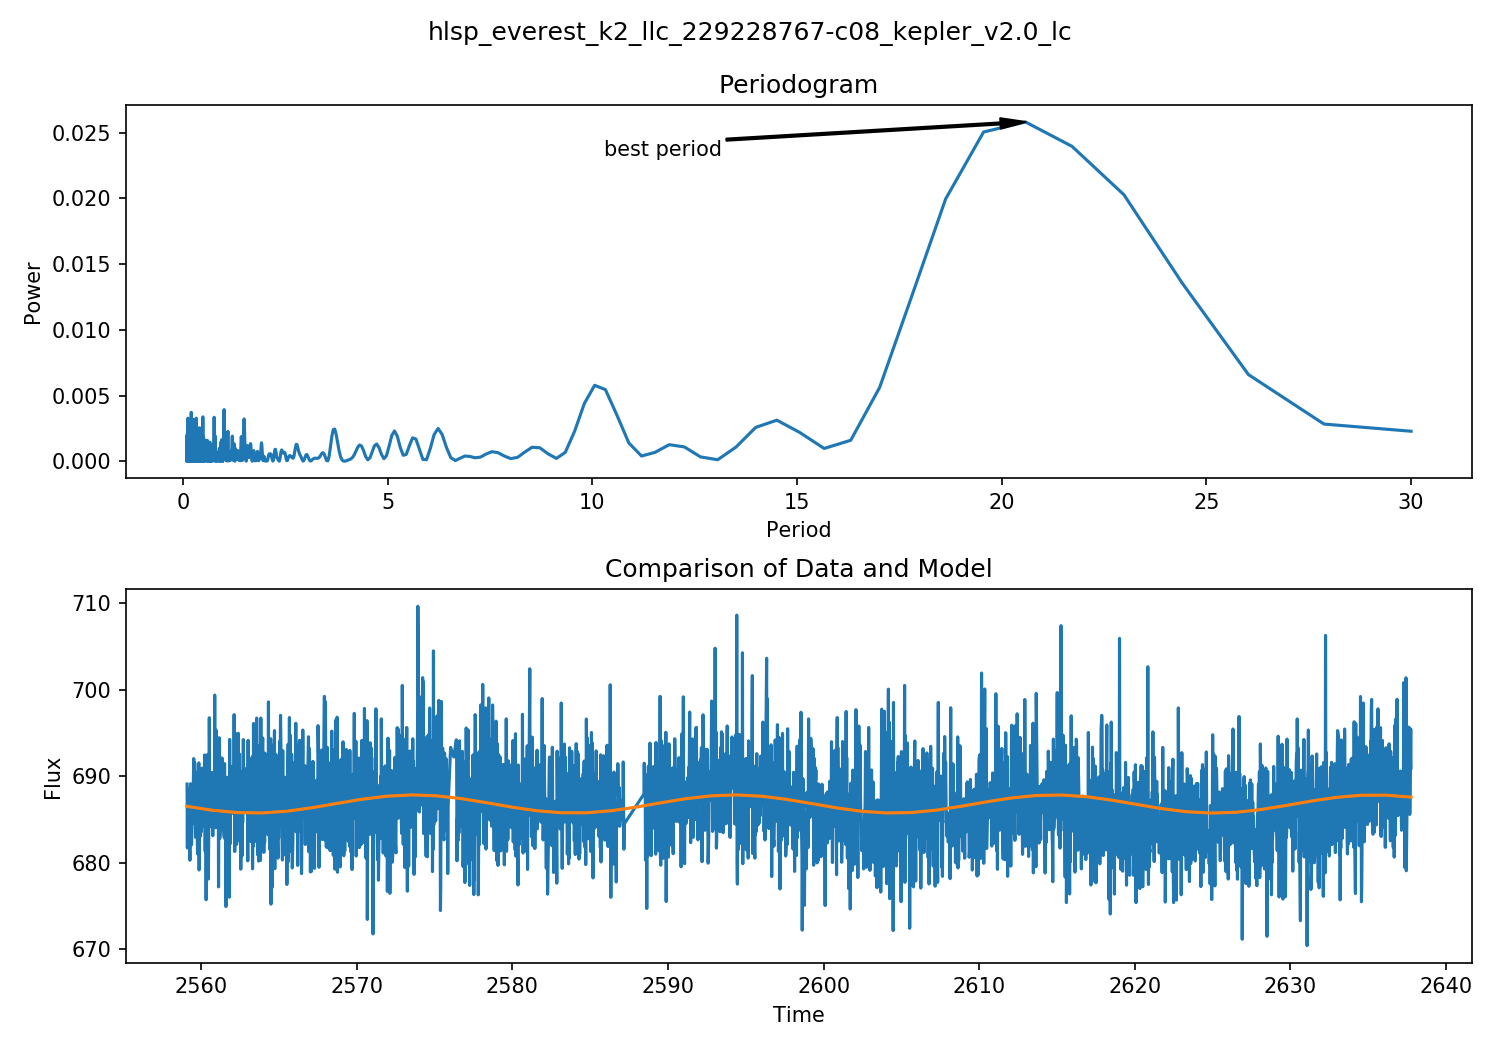 hlsp_everest_k2_llc_229228767-c08_kepler_v2.0_lc
Periodogram
0.025
0.020
0.015
0.010
0.005
0.000
Power
best period
0 5 10 15 20 25 30
Period
Comparison of Data and Model
710
700
690
680
670
Flux
2560 2570 2580 2590 2600 2610 2620 2630 2640
Time